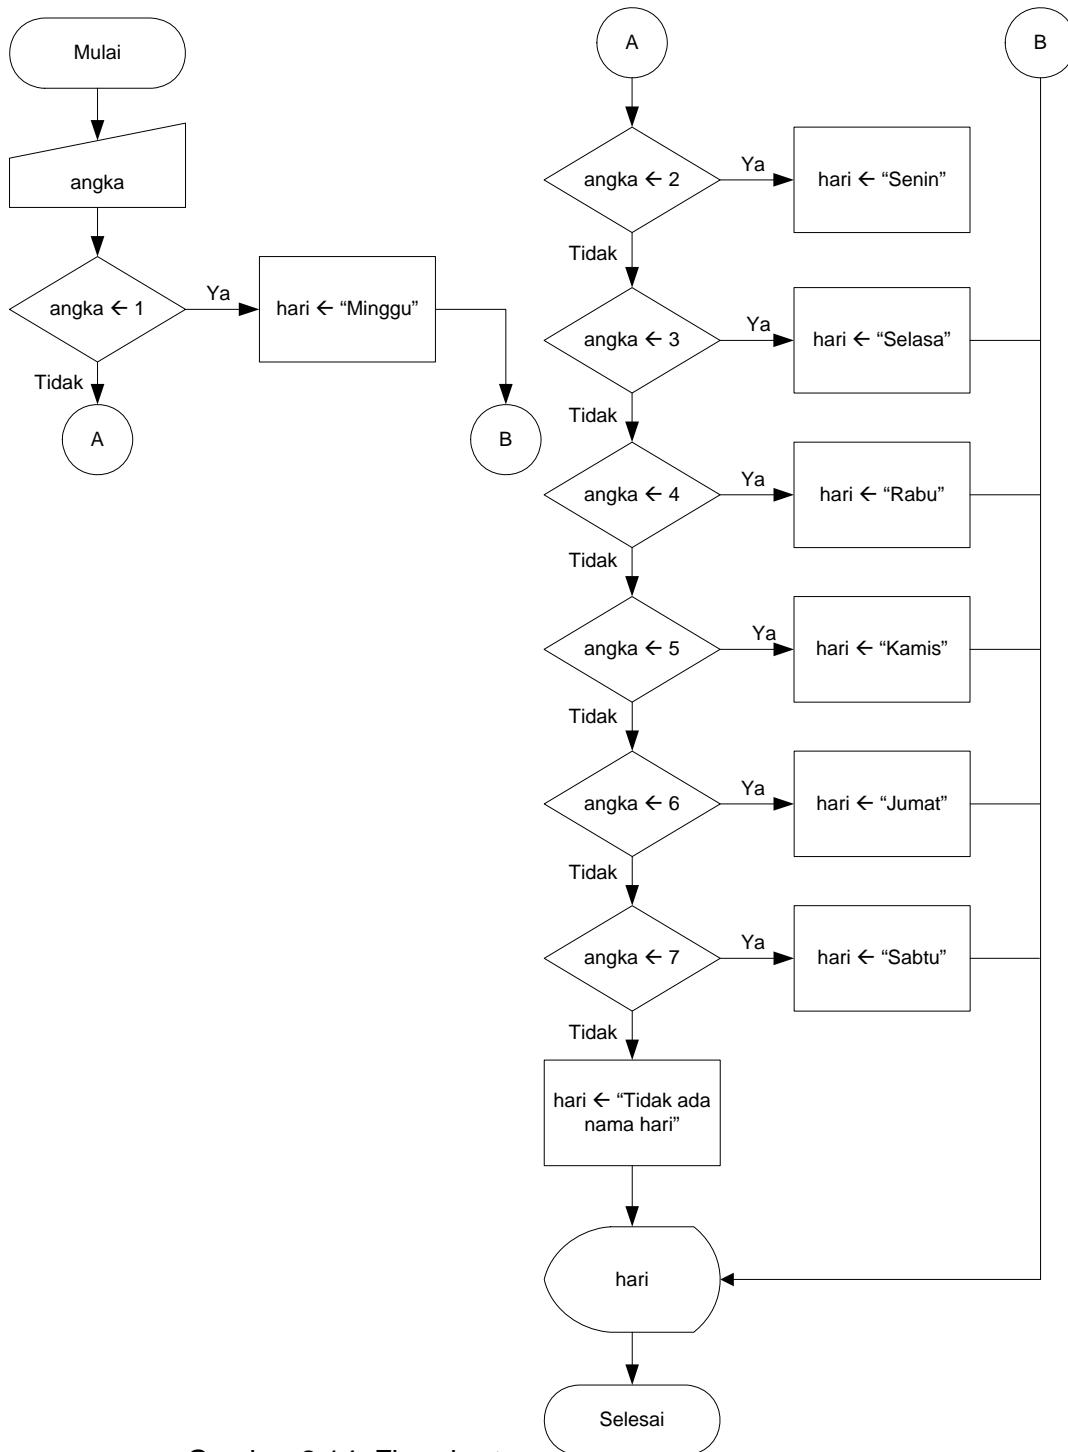 Mulai
angka
angka ← 1
Ya
hari ← “Minggu”
Tidak
A
B
A
B
angka ← 2
Ya
hari ← “Senin”
Tidak
angka ← 3
Ya
hari ← “Selasa”
Tidak
angka ← 4
Ya
hari ← “Rabu”
Tidak
angka ← 5
Ya
hari ← “Kamis”
Tidak
angka ← 6
Ya
hari ← “Jumat”
Tidak
angka ← 7
Ya
hari ← “Sabtu”
Tidak
hari ← “Tidak ada
nama hari”
hari
Selesai